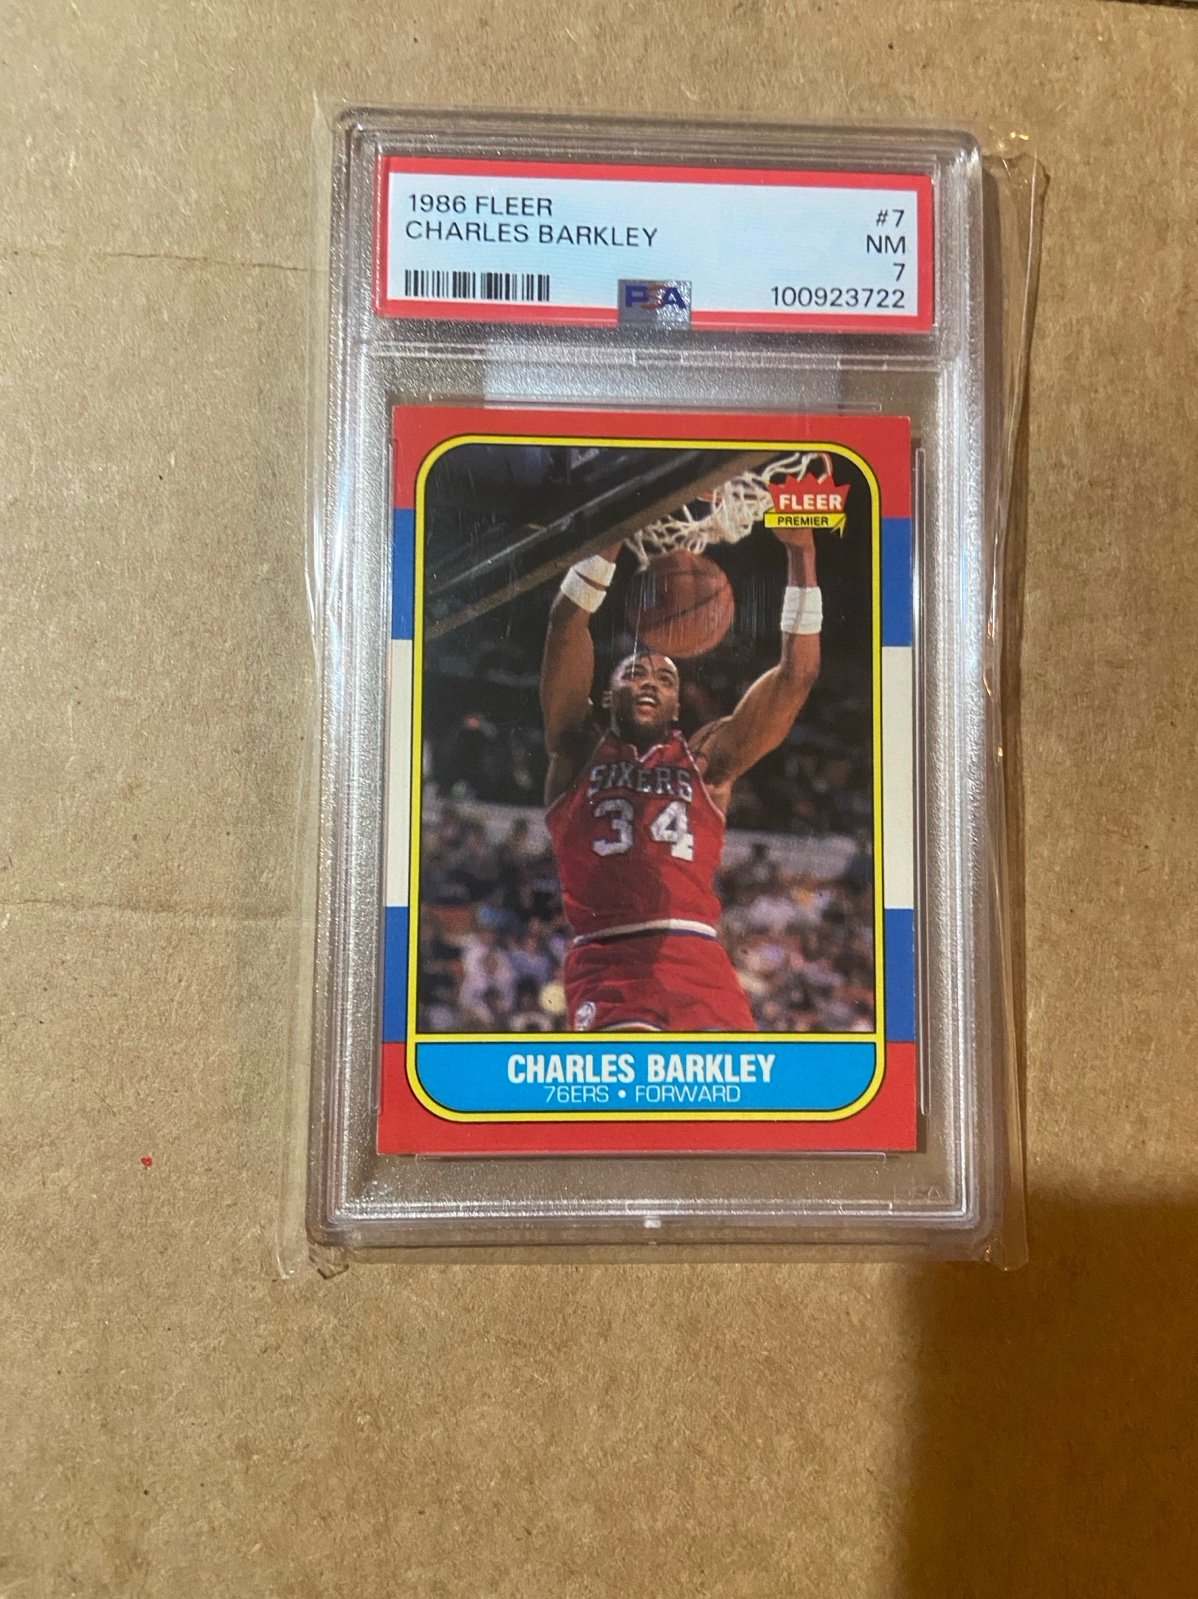 1986 FLEER
CHARLES BARKLEY
#7
NM
7
100923722
PSA
FLEER
PREMIER
SIXERS
34
CHARLES BARKLEY
76ERS • FORWARD